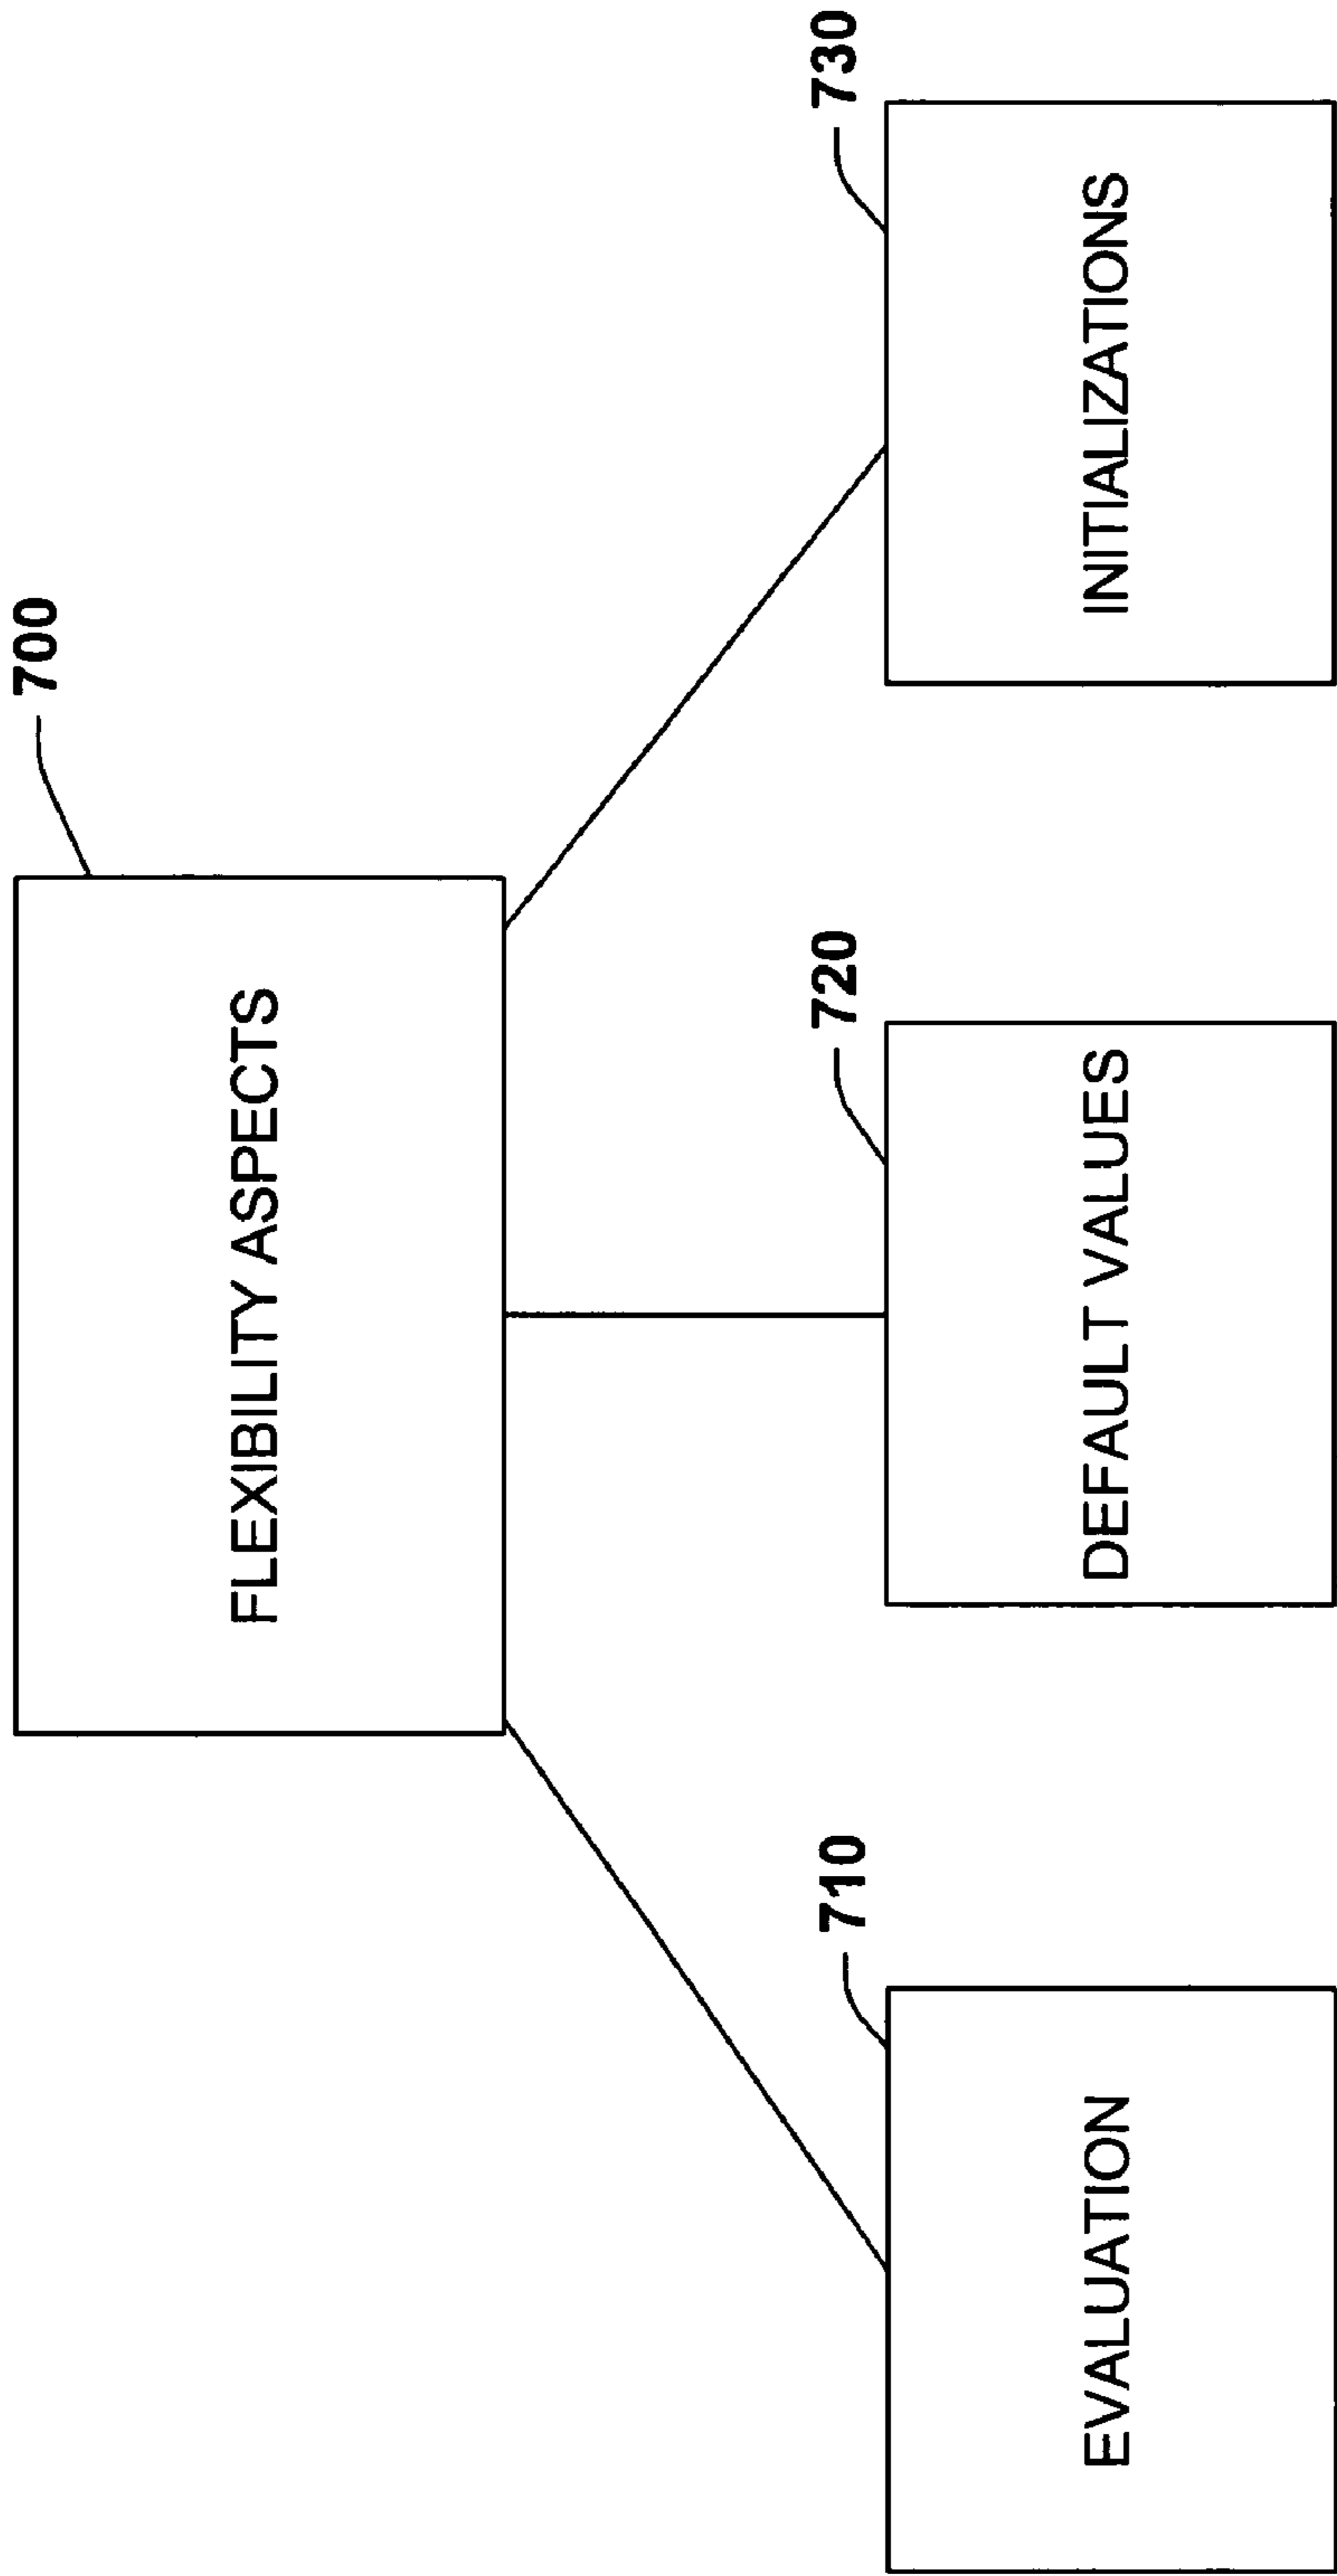 700
FLEXIBILITY ASPECTS
710
EVALUATION
720
DEFAULT VALUES
730
INITIALIZATIONS